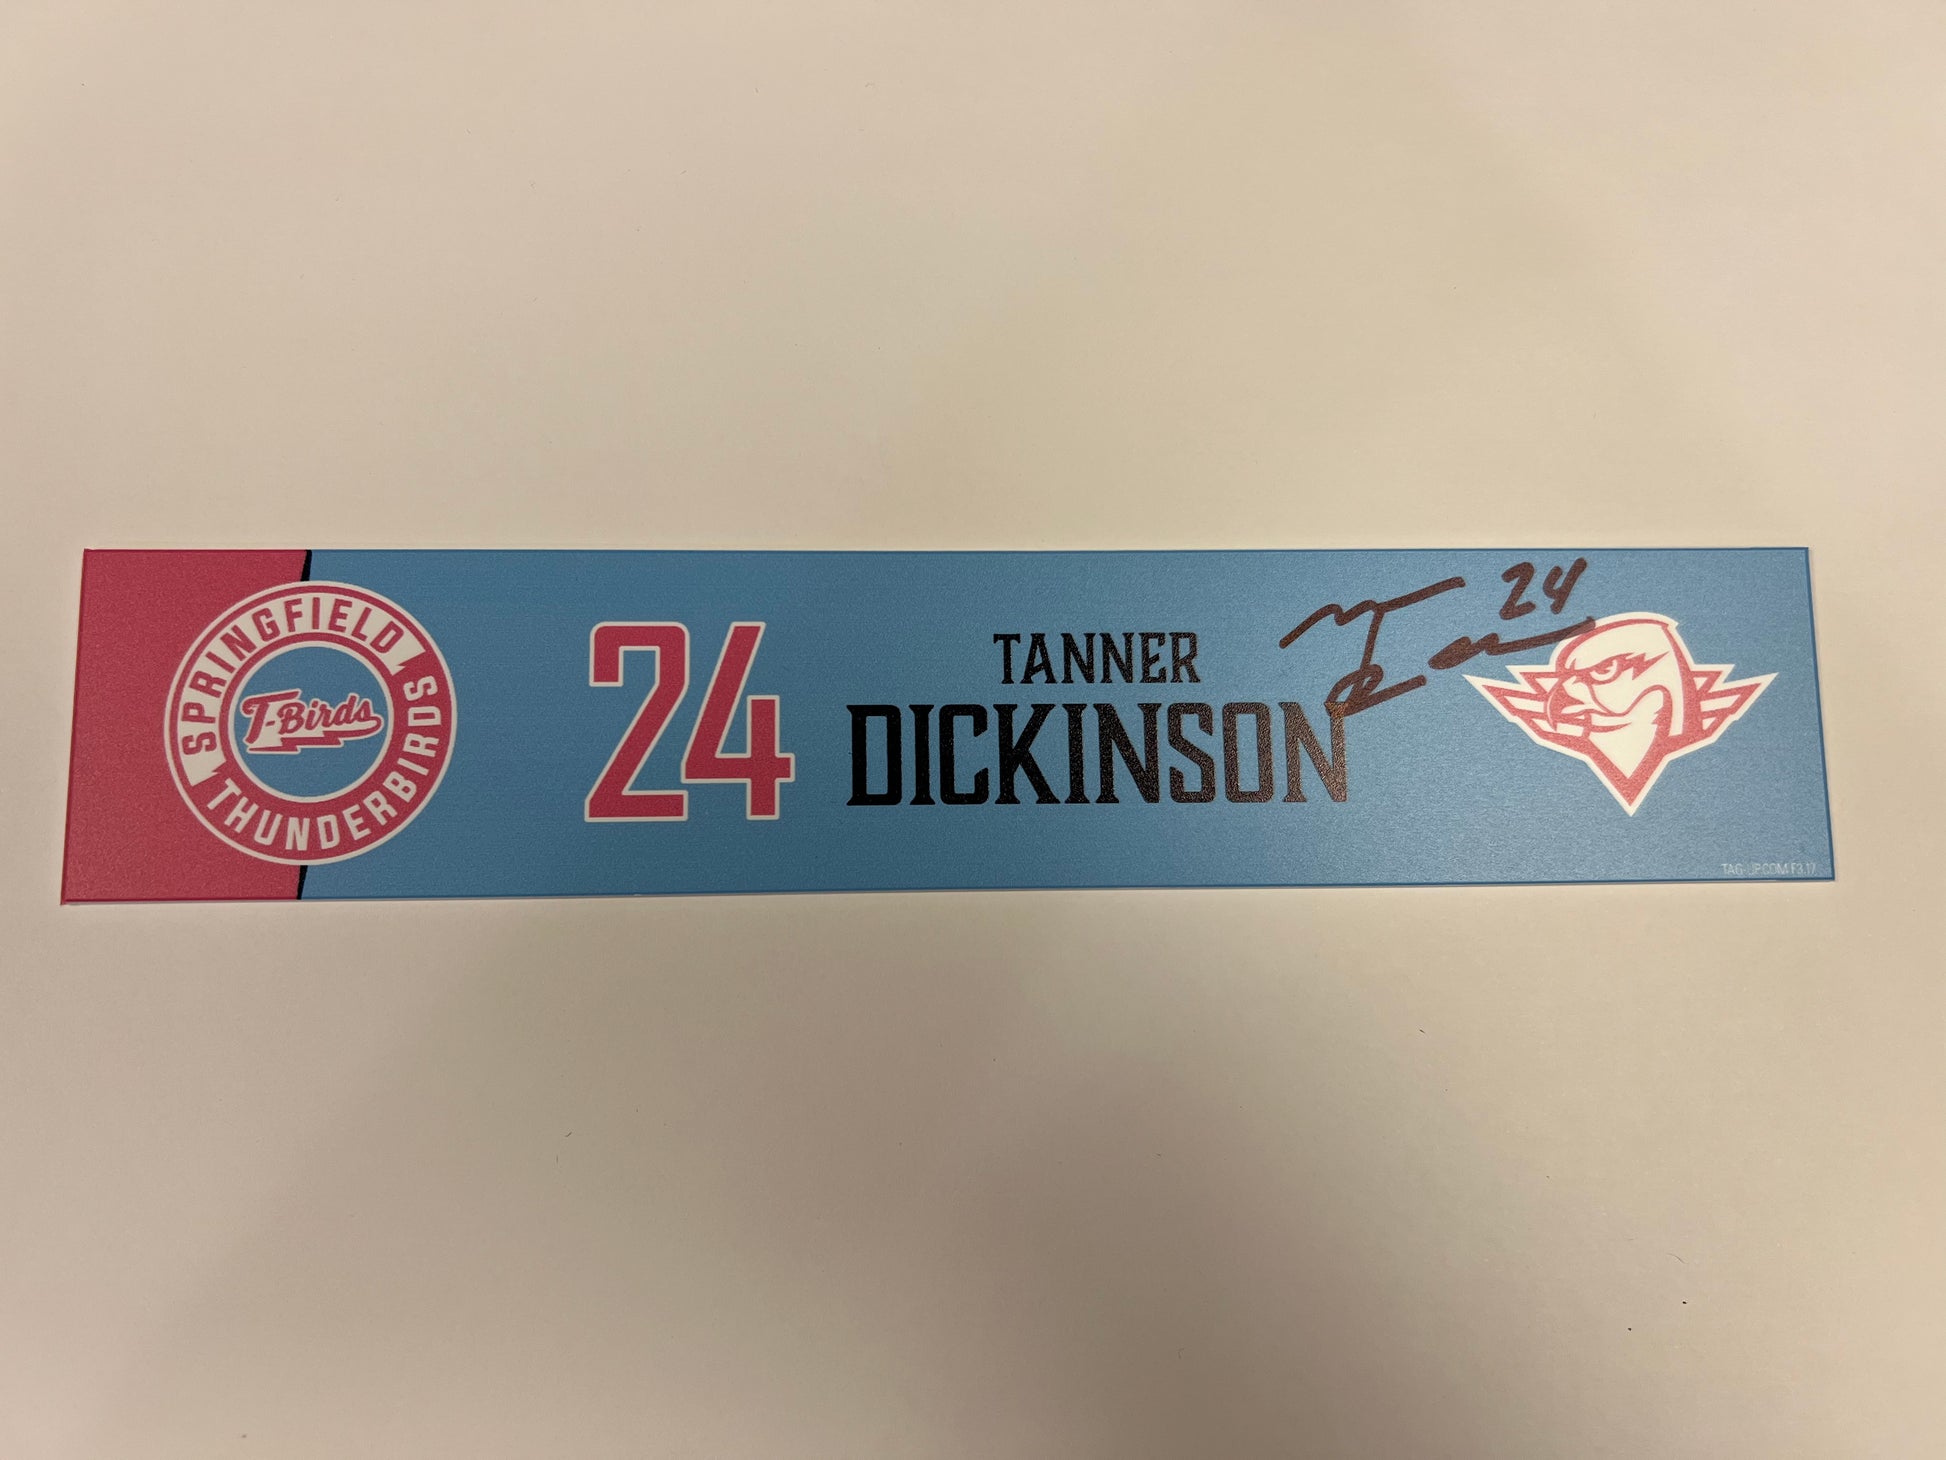 SPRINGFIELD
THUNDERBIRDS
T-Birds
24
TANNER
DICKINSON
24